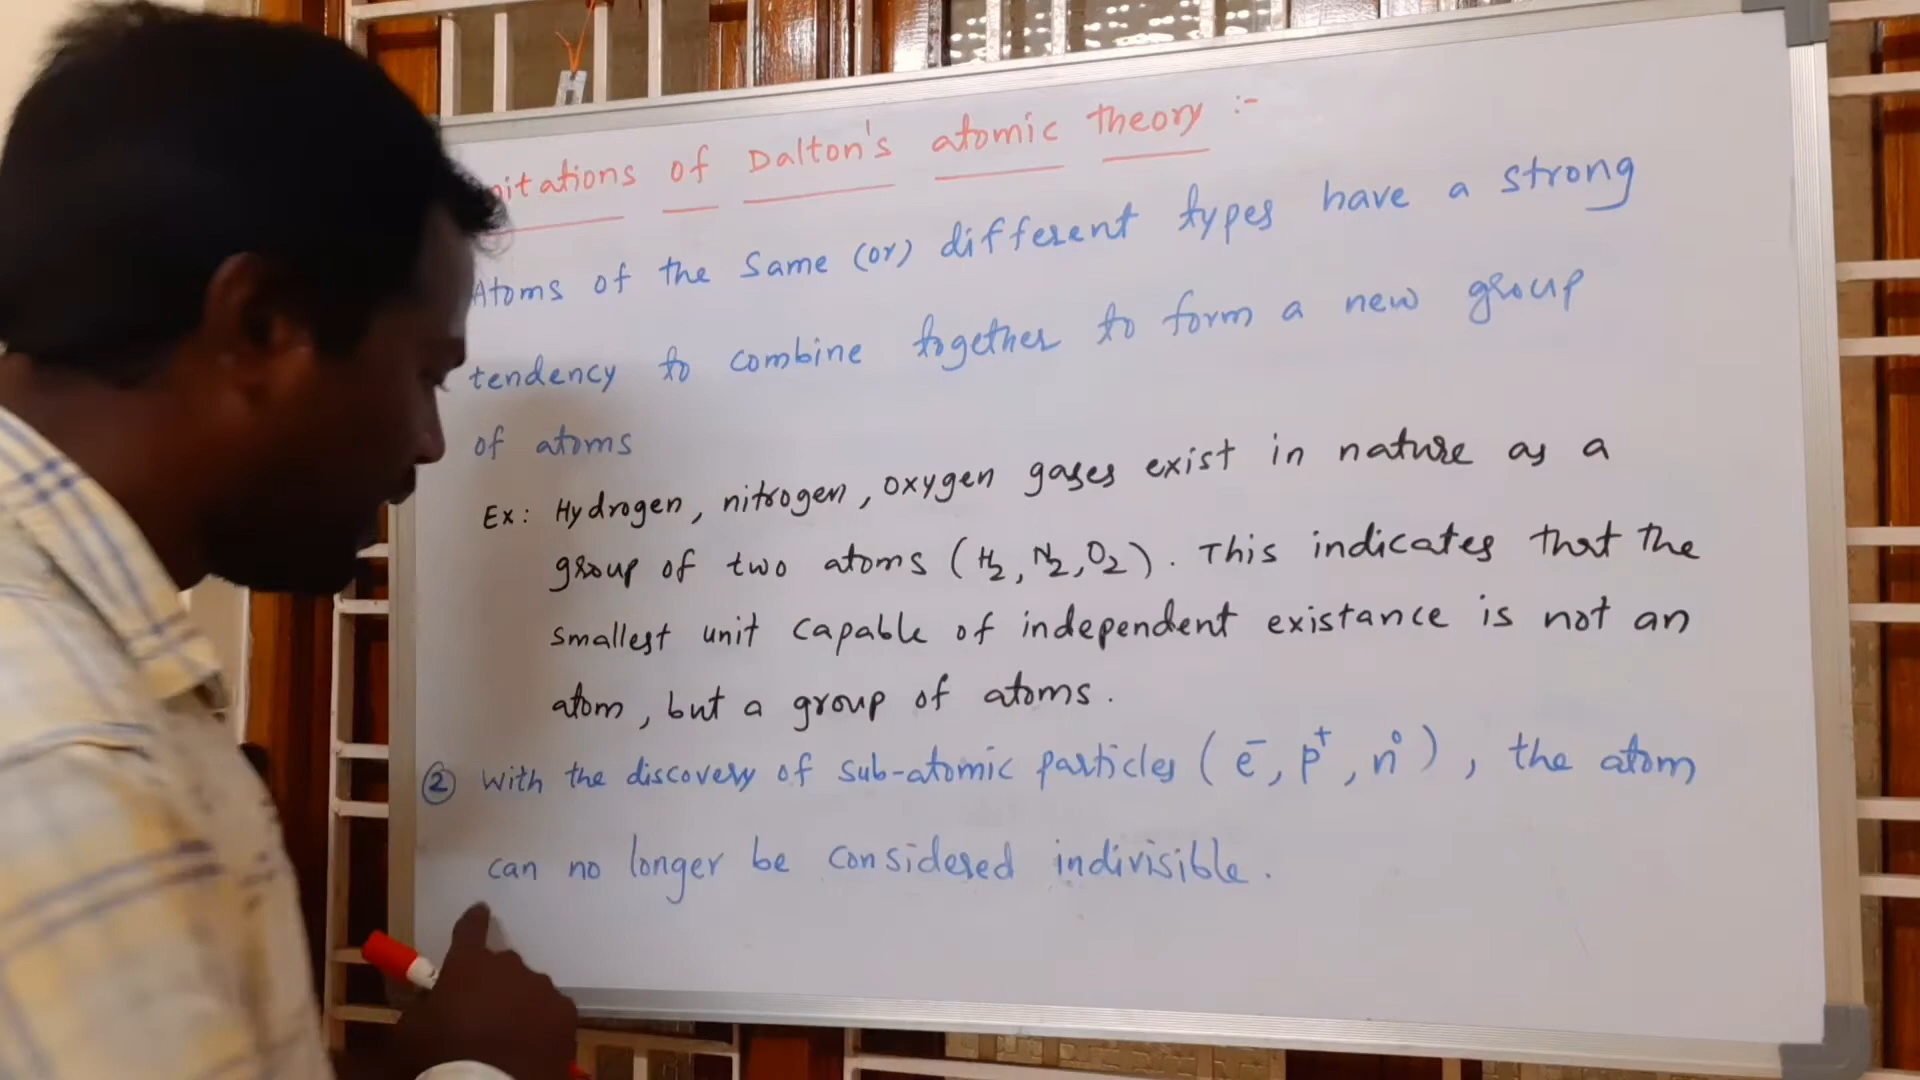 of Dalton's atomic theory :-
Atoms of the same (or) different types have a strong
tendency to combine together to form a new group
of atoms
Ex: Hydrogen, nitrogen, oxygen gases exist in nature as a
group of two atoms (H₂, N₂, O₂). This indicates that the
smallest unit capable of independent existance is not an
atom, but a group of atoms.
② With the discovery of sub-atomic particles (e⁻, p⁺, n⁰), the atom
can no longer be considered indivisible.